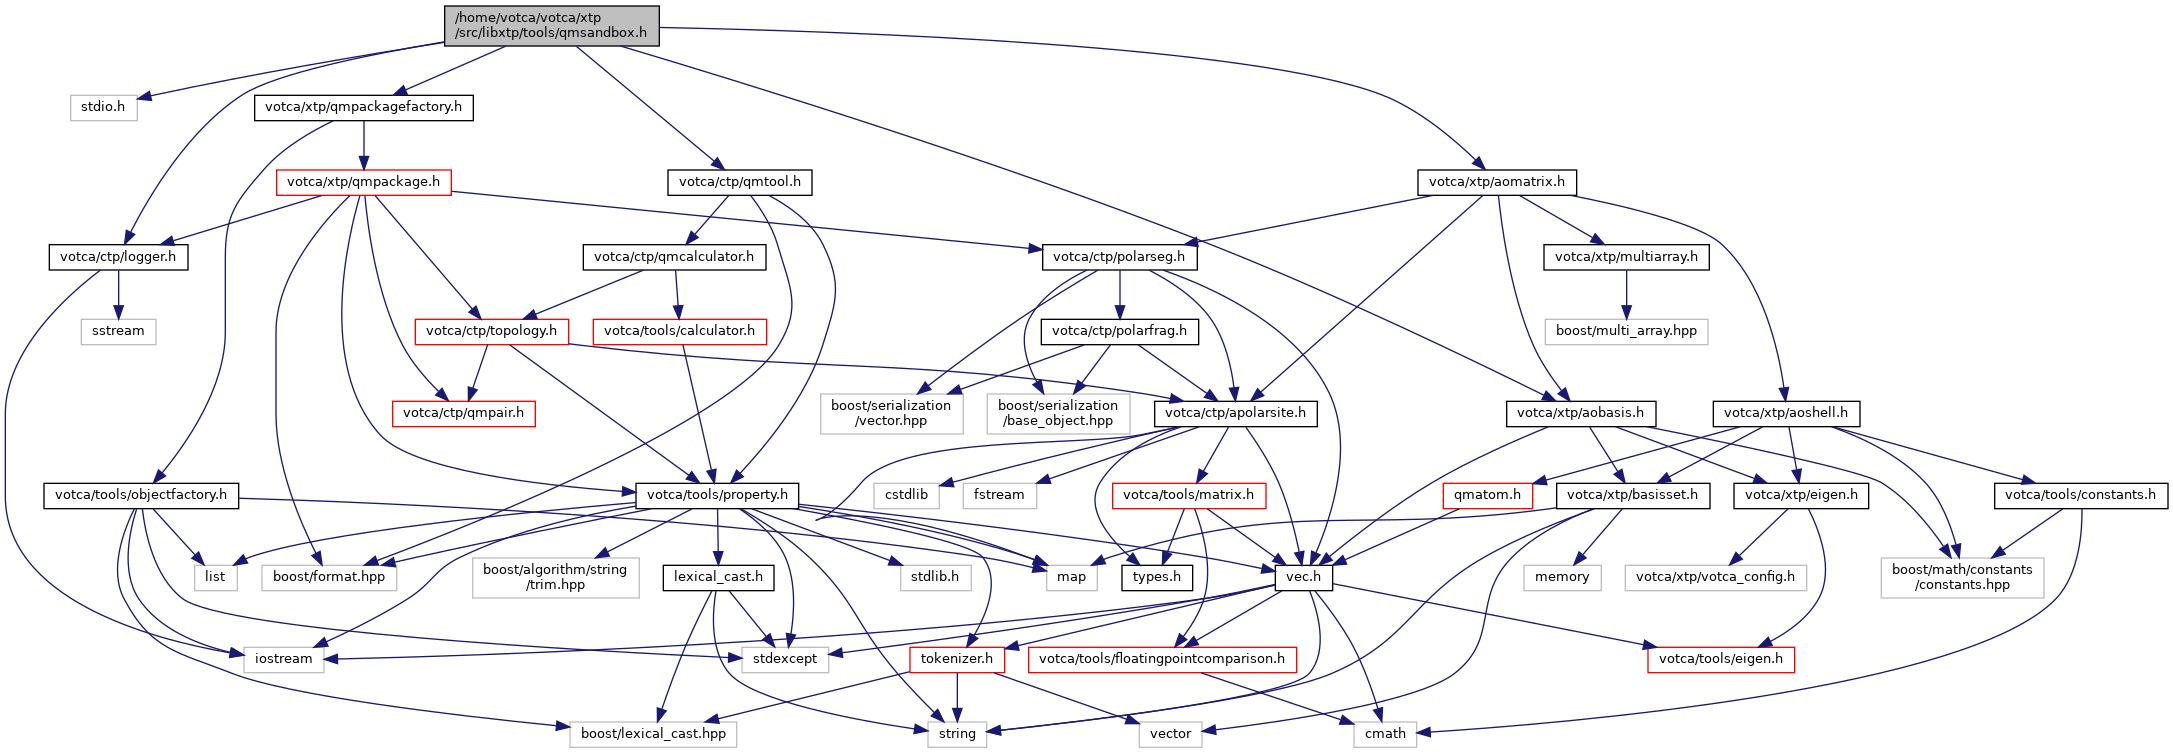 /home/votca/votca/xtp
/src/libxtp/tools/qmsandbox.h
stdio.h
votca/xtp/qmpackagefactory.h
votca/xtp/qmpackage.h
votca/ctp/qmtool.h
votca/xtp/aomatrix.h
votca/ctp/logger.h
votca/ctp/qmcalculator.h
votca/ctp/polarseg.h
votca/xtp/multiarray.h
sstream
votca/ctp/topology.h
votca/tools/calculator.h
votca/ctp/polarfrag.h
boost/multi_array.hpp
votca/ctp/qmpair.h
boost/serialization
/vector.hpp
boost/serialization
/base_object.hpp
votca/ctp/apolarsite.h
votca/xtp/aobasis.h
votca/xtp/aoshell.h
votca/tools/objectfactory.h
votca/tools/property.h
cstdlib
fstream
votca/tools/matrix.h
qmatom.h
votca/xtp/basisset.h
votca/xtp/eigen.h
votca/tools/constants.h
list
boost/format.hpp
boost/algorithm/string
/trim.hpp
lexical_cast.h
stdlib.h
map
types.h
vec.h
memory
votca/xtp/votca_config.h
boost/math/constants
/constants.hpp
iostream
stdexcept
tokenizer.h
votca/tools/floatingpointcomparison.h
votca/tools/eigen.h
boost/lexical_cast.hpp
string
vector
cmath